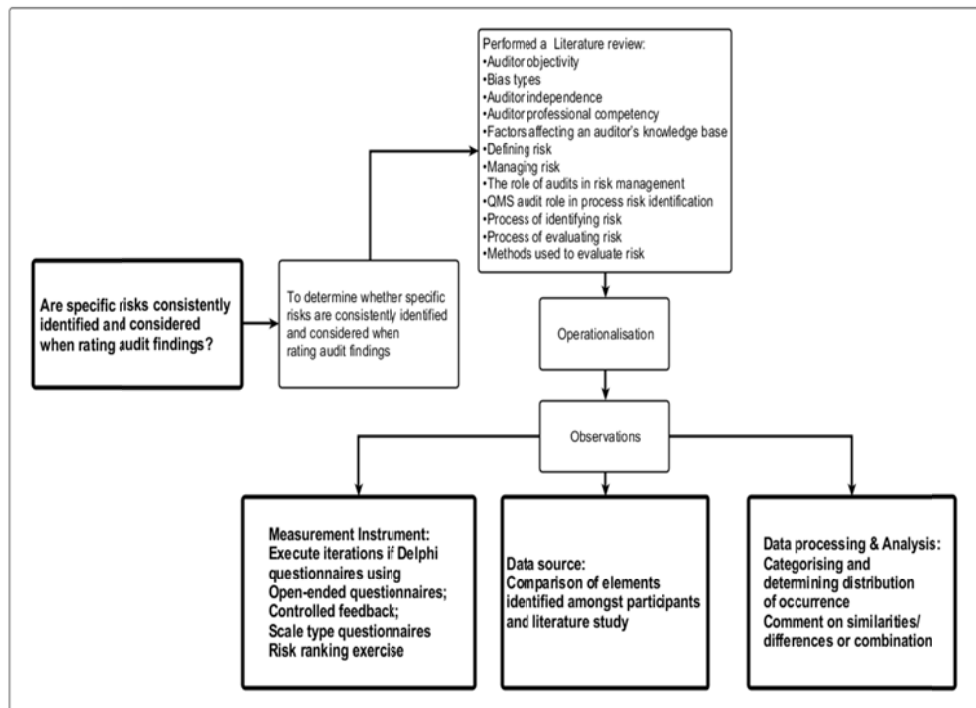 Performed a Literature review:
•Auditor objectivity
•Bias types
•Auditor independence
•Auditor professional competency
•Factors affecting an auditor's knowledge base
•Defining risk
•Managing risk
•The role of audits in risk management
•QMS audit role in process risk identification
•Process of identifying risk
•Process of evaluating risk
•Methods used to evaluate risk
Are specific risks consistently
identified and considered
when rating audit findings?
To determine whether specific
risks are consistently identified
and considered when
rating audit findings
Operationalisation
Observations
Measurement Instrument:
Execute iterations if Delphi
questionnaires using
Open-ended questionnaires;
Controlled feedback;
Scale type questionnaires
Risk ranking exercise
Data source:
Comparison of elements
identified amongst participants
and literature study
Data processing & Analysis:
Categorising and
determining distribution
of occurrence
Comment on similarities/
differences or combination